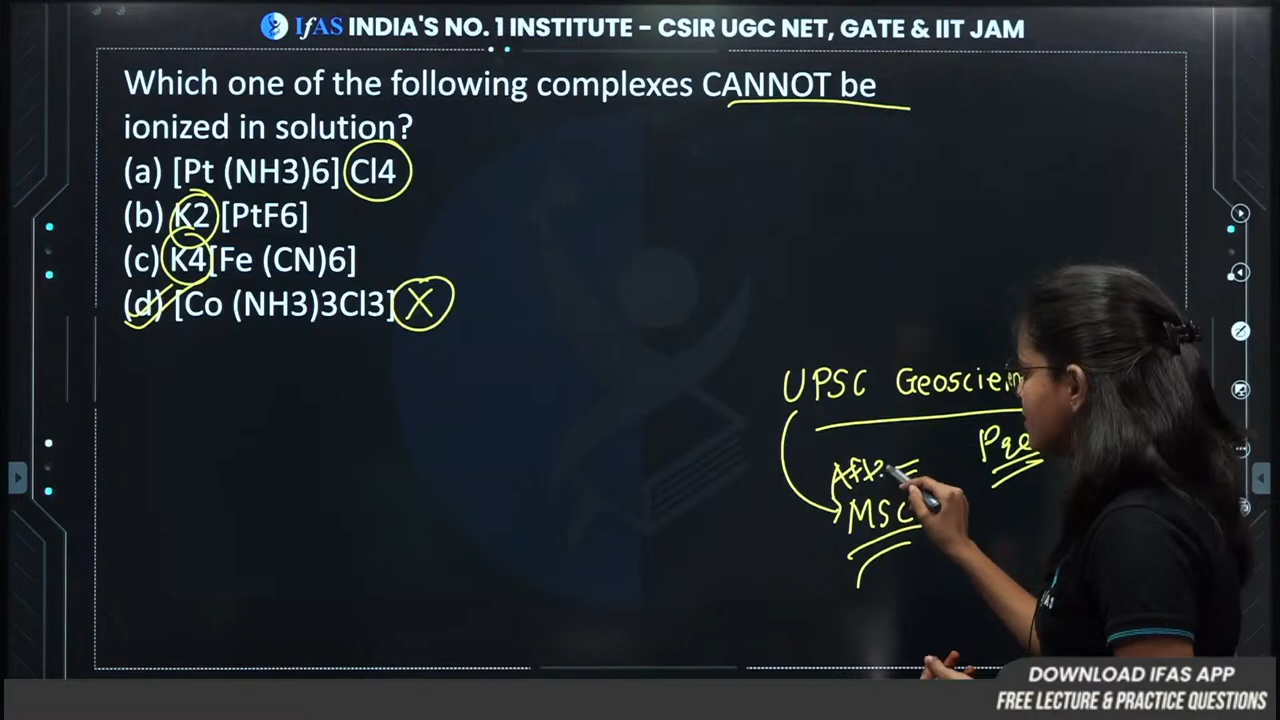 IfAS INDIA'S NO. 1 INSTITUTE - CSIR UGC NET, GATE & IIT JAM
Which one of the following complexes CANNOT be
ionized in solution?
(a) [Pt (NH3)6] Cl4
(b) K2 [PtF6]
(c) K4[Fe (CN)6]
(d) [Co (NH3)3Cl3] X
UPSC
Pre
MSC
IFAS
DOWNLOAD IFAS APP
FREE LECTURE & PRACTICE QUESTIONS